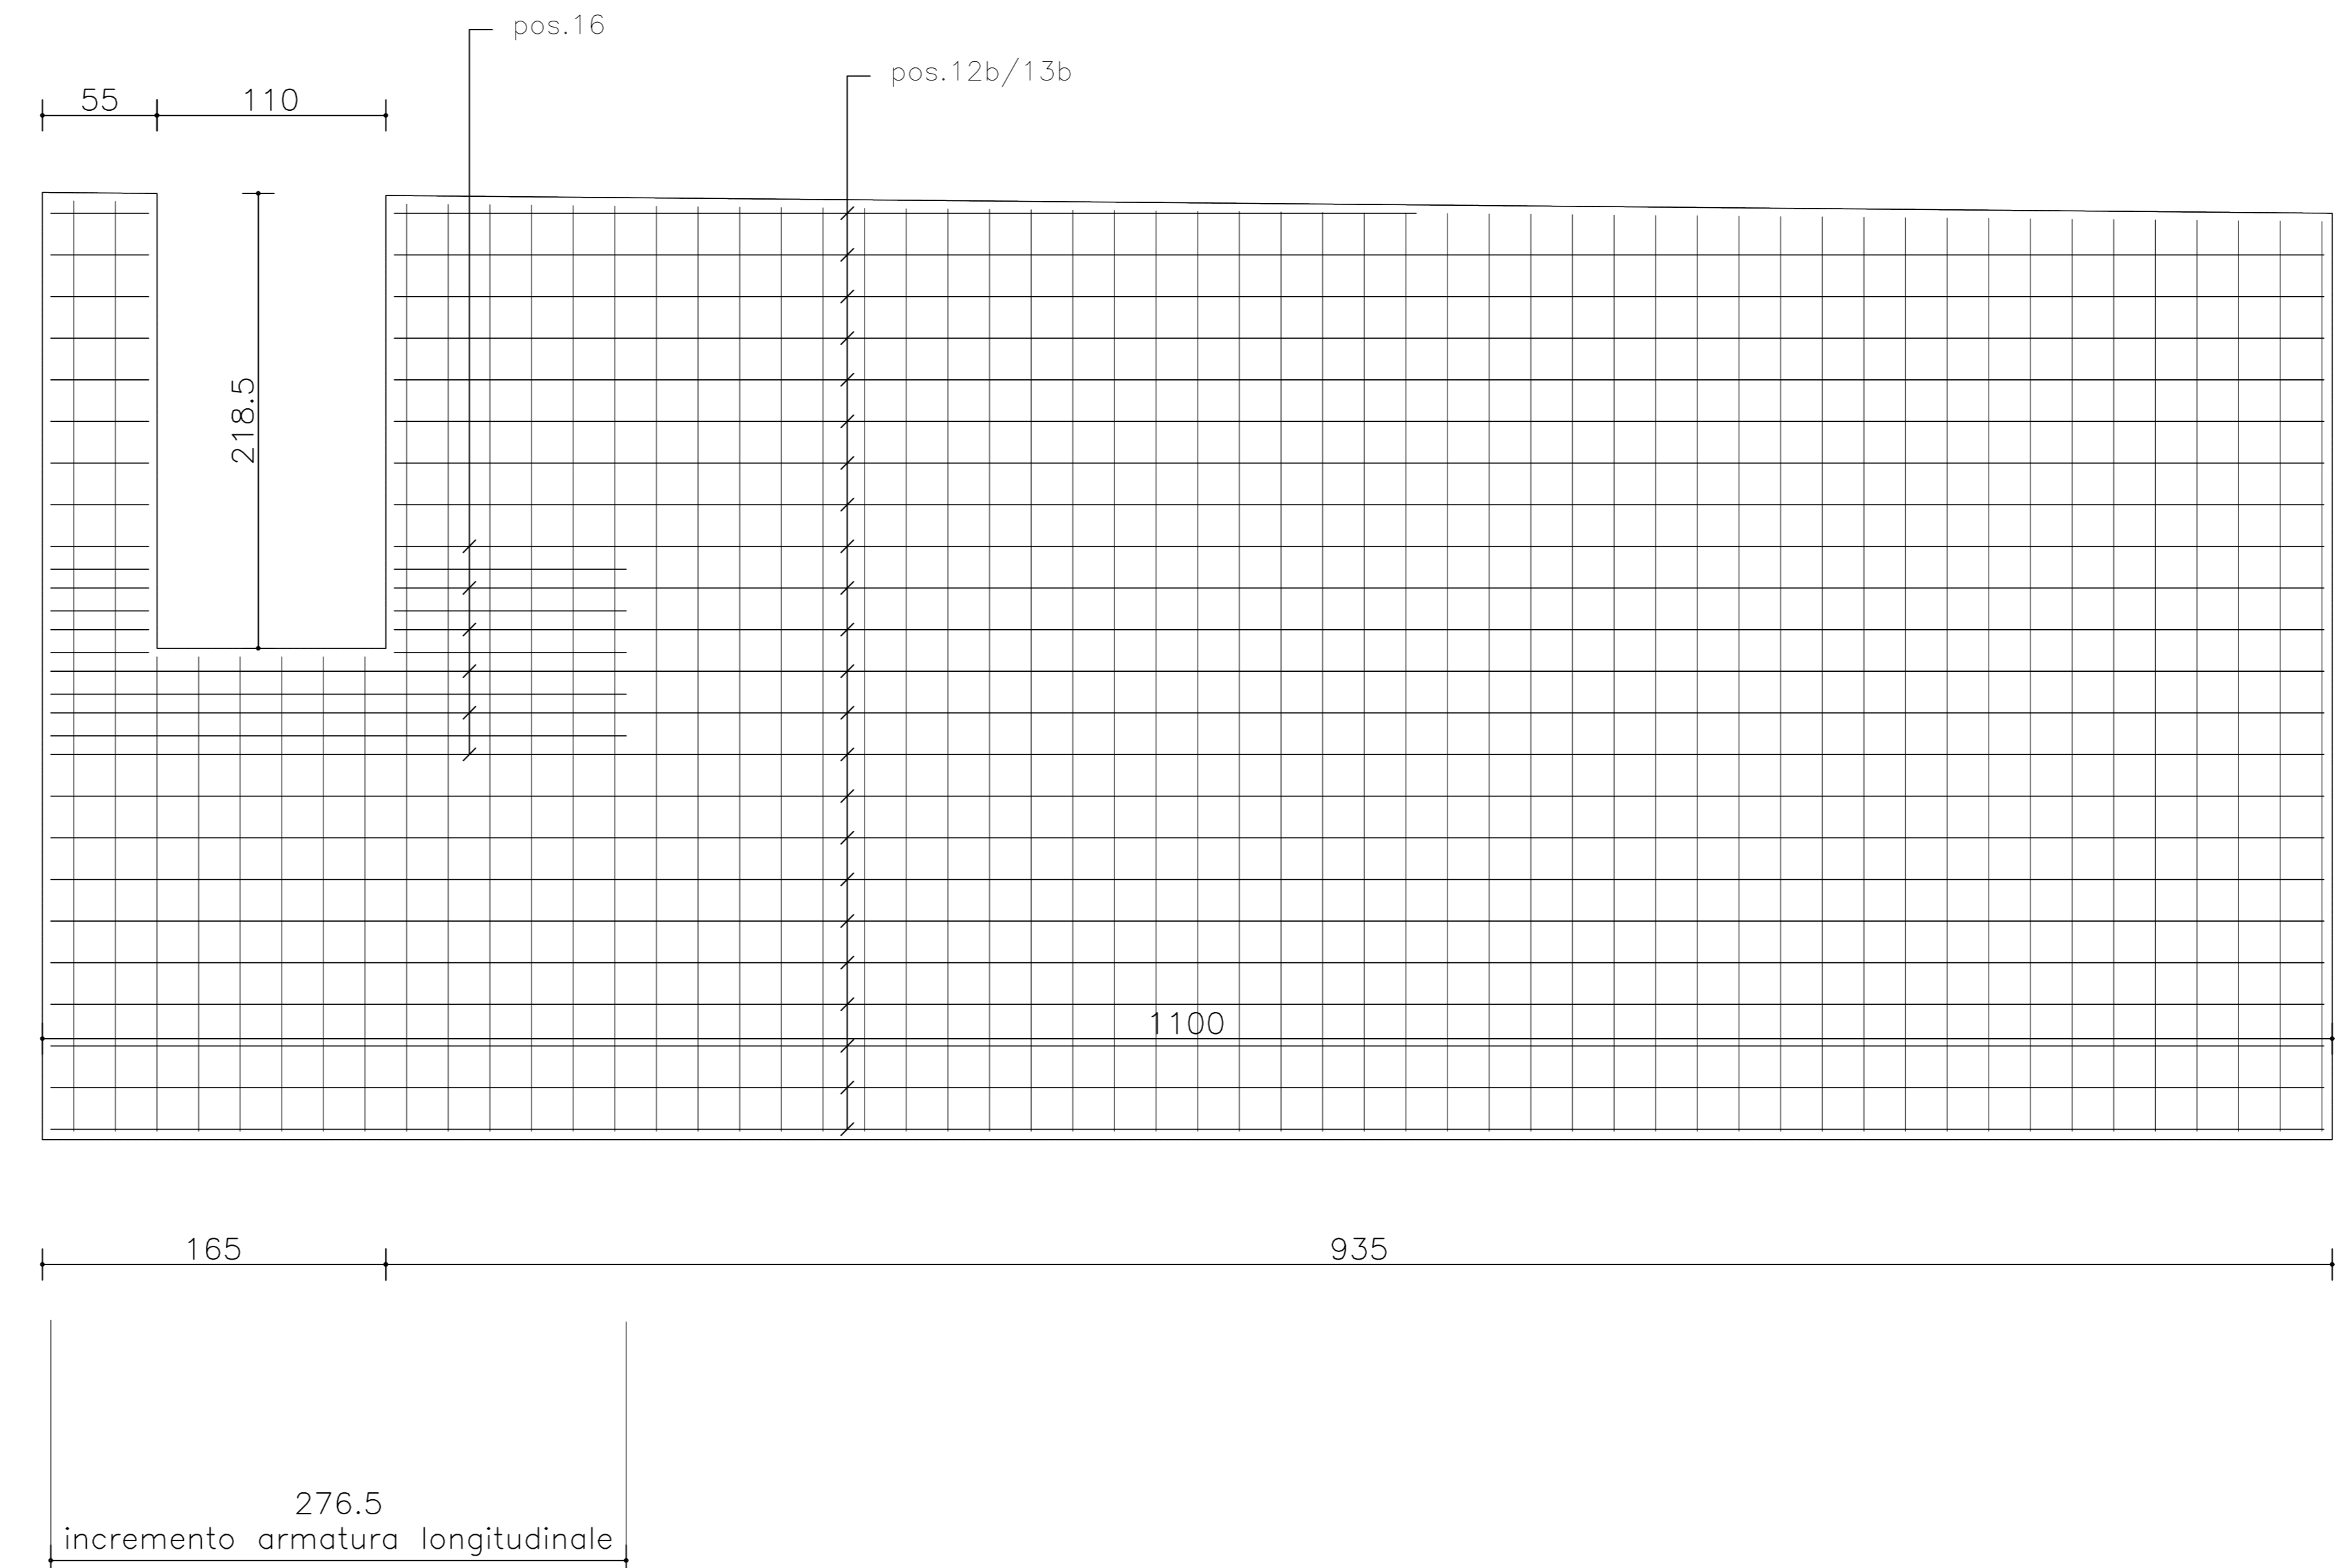 pos.16
pos.12b/13b
55
110
218.5
1100
165
935
276.5
incremento armatura longitudinale